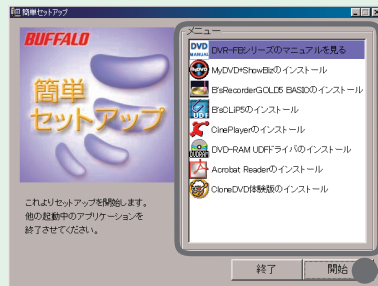 簡単セットアップ
BUFFALO
簡単
セットアップ
これよりセットアップを開始します。
他の起動中のアプリケーションを
終了させてください。
メニュー
DVD
MANUAL
DVR-FBシリーズのマニュアルを見る
MyDVD+ShowBizのインストール
B'sRecorderGOLD5 BASICのインストール
B'sCLiP5のインストール
CinePlayerのインストール
DVD-RAM UDFドライバのインストール
Acrobat Readerのインストール
CloneDVD体験版のインストール
終了
開始